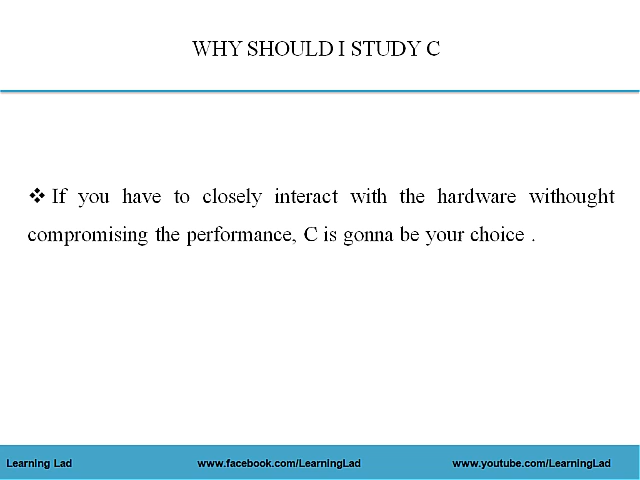 WHY SHOULD I STUDY C
❖ If you have to closely interact with the hardware withought
compromising the performance, C is gonna be your choice .
Learning Lad www.facebook.com/LearningLad www.youtube.com/LearningLad